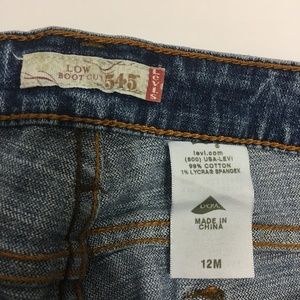 LOW
BOOT CUT 545
LEVI'S
levi.com
(800) USA-LEVI
99% COTTON
1% LYCRA® SPANDEX
LYCRA
MADE IN
CHINA
12M